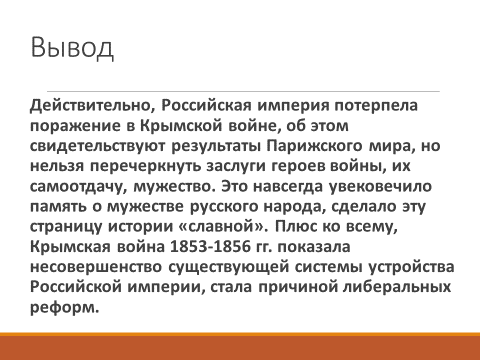 Вывод
Действительно, Российская империя потерпела
поражение в Крымской войне, об этом
свидетельствуют результаты Парижского мира, но
нельзя перечеркнуть заслуги героев войны, их
самоотдачу, мужество. Это навсегда увековечило
память о мужестве русского народа, сделало эту
страницу истории «славной». Плюс ко всему,
Крымская война 1853-1856 гг. показала
несовершенство существующей системы устройства
Российской империи, стала причиной либеральных
реформ.